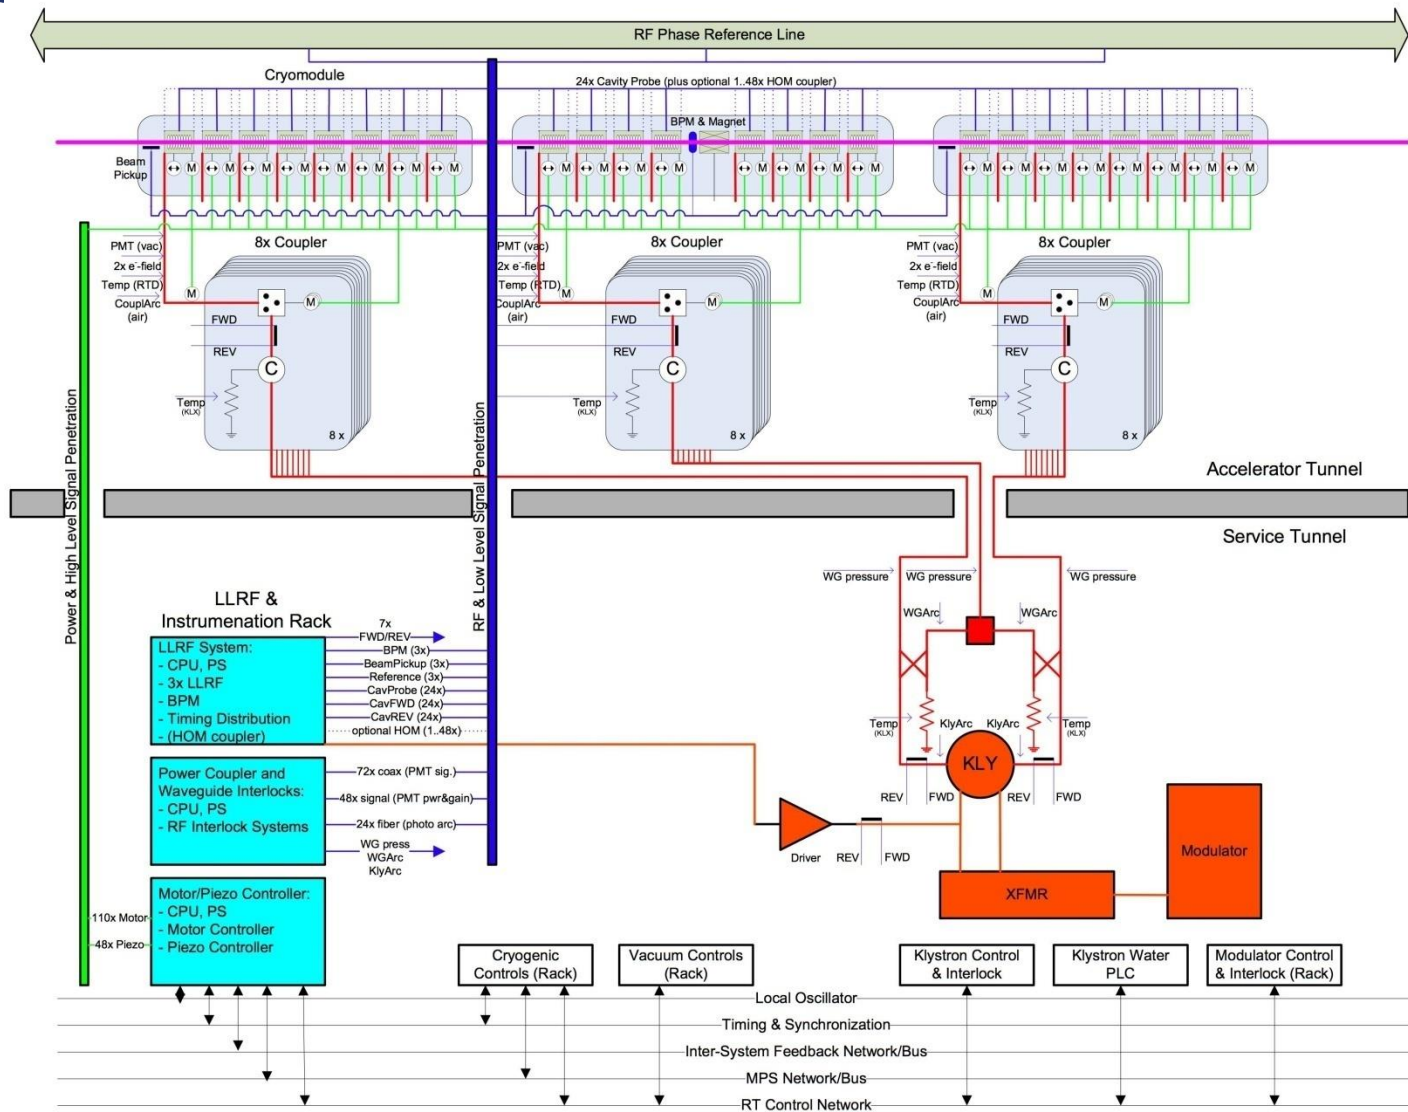 RF Phase Reference Line
Cryomodule
24x Cavity Probe (plus optional 1..48x HOM coupler)
BPM & Magnet
Beam
Pickup
M M M M M M M M
M M M M M M M M
M M M M M M M M
8x Coupler
PMT (vac)
2x e-field
Temp (RTD)
CouplArc
(air)
M
M
FWD
REV
C
Temp
(KLX)
8 x
8x Coupler
PMT (vac)
2x e-field
Temp (RTD)
CouplArc
(air)
M
M
FWD
REV
C
Temp
(KLX)
8 x
8x Coupler
PMT (vac)
2x e-field
Temp (RTD)
CouplArc
(air)
M
M
FWD
REV
C
Temp
(KLX)
8 x
Power & High Level Signal Penetration
RF & Low Level Signal Penetration
Accelerator Tunnel
Service Tunnel
WG pressure
WG pressure
WG pressure
WGArc
WGArc
Temp
(KLX)
KlyArc
KlyArc
Temp
(KLX)
KLY
REV
FWD
REV
FWD
LLRF &
Instrumenation Rack
LLRF System:
- CPU, PS
- 3x LLRF
- BPM
- Timing Distribution
- (HOM coupler)
7x
FWD/REV
BPM (3x)
BeamPickup (3x)
Reference (3x)
CavProbe (24x)
CavFWD (24x)
CavREV (24x)
optional HOM (1..48x)
Power Coupler and
Waveguide Interlocks:
- CPU, PS
- RF Interlock Systems
72x coax (PMT sig.)
48x signal (PMT pwr&gain)
24x fiber (photo arc)
WG press
WGArc
KlyArc
Driver
REV
FWD
Modulator
XFMR
Motor/Piezo Controller:
- CPU, PS
- Motor Controller
- Piezo Controller
110x Motor
48x Piezo
Cryogenic
Controls (Rack)
Vacuum Controls
(Rack)
Klystron Control
& Interlock
Klystron Water
PLC
Modulator Control
& Interlock (Rack)
Local Oscillator
Timing & Synchronization
Inter-System Feedback Network/Bus
MPS Network/Bus
RT Control Network